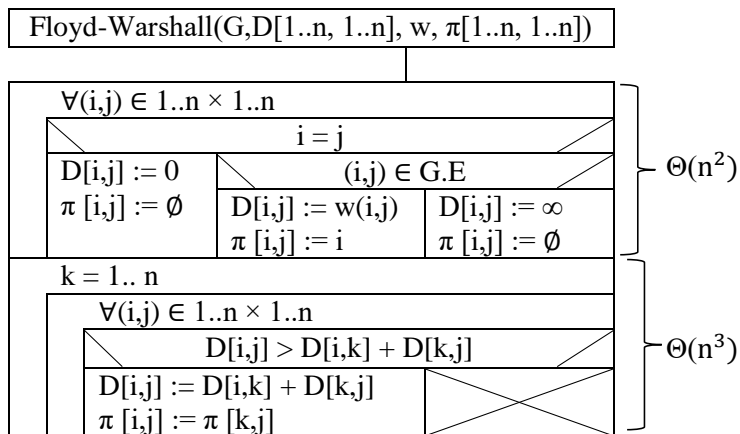 Floyd-Warshall(G,D[1..n, 1..n], w, π[1..n, 1..n])
∀(i,j) ∈ 1..n × 1..n
i = j
D[i,j] := 0
π [i,j] := ∅
(i,j) ∈ G.E
D[i,j] := w(i,j)
π [i,j] := i
D[i,j] := ∞
π [i,j] := ∅
Θ(n²)
k = 1.. n
∀(i,j) ∈ 1..n × 1..n
D[i,j] > D[i,k] + D[k,j]
D[i,j] := D[i,k] + D[k,j]
π [i,j] := π [k,j]
Θ(n³)